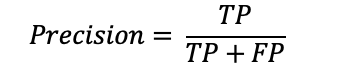 Precision = TP / TP + FP